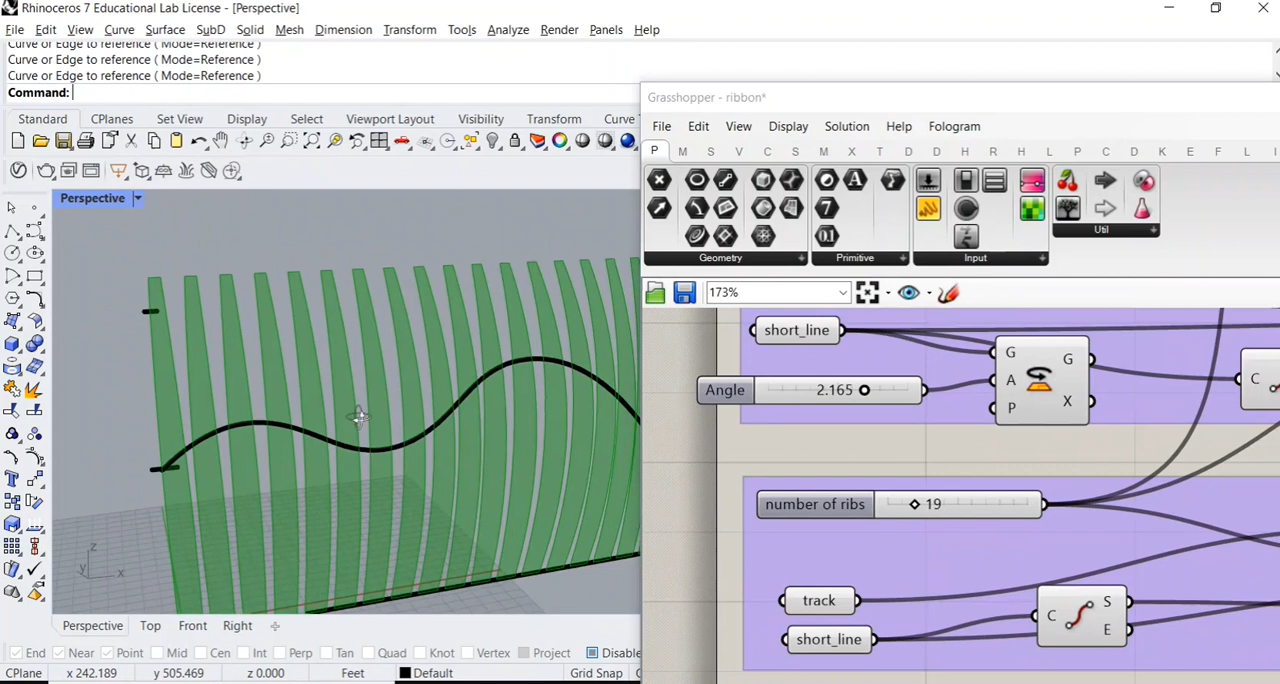 Rhinoceros 7 Educational Lab License - [Perspective]
File Edit View Curve Surface SubD Solid Mesh Dimension Transform Tools Analyze Render Panels Help
Curve or Edge to reference ( Mode=Reference )
Curve or Edge to reference ( Mode=Reference )
Curve or Edge to reference ( Mode=Reference )
Command:
Standard CPlanes Set View Display Select Viewport Layout Visibility Transform Curve
Perspective
z
y x
Perspective Top Front Right
End Near Point Mid Cen Int Perp Tan Quad Knot Vertex Project Disable
CPlane x 242.189 y 505.469 z 0.000 Feet Default Grid Snap
Grasshopper - ribbon*
File Edit View Display Solution Help Fologram
P M S V C S M X T D D H R H L P C D K E F L I
Geometry Primitive Input Util
173%
short_line
Angle 2.165
G A P G X
C
number of ribs 19
track
short_line
C S E